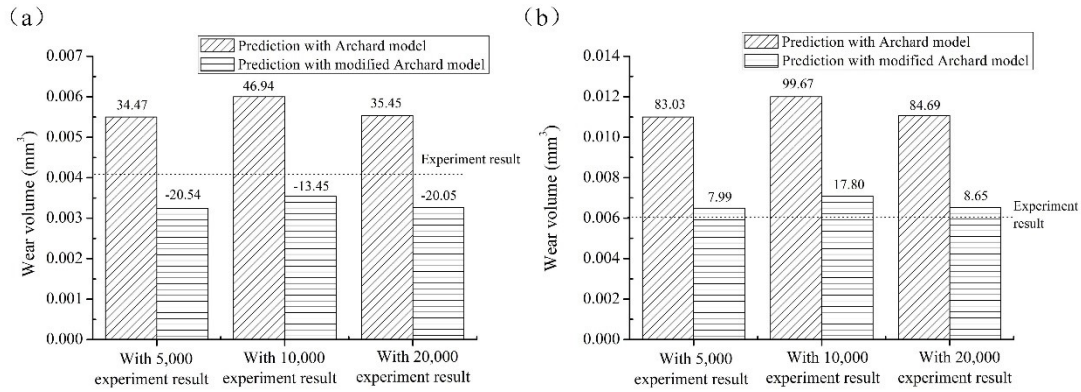 (a)
0.007
0.006
0.005
0.004
0.003
0.002
0.001
0.000
Wear volume (mm³)
Prediction with Archard model
Prediction with modified Archard model
34.47
46.94
35.45
Experiment result
-20.54
-13.45
-20.05
With 5,000
experiment result
With 10,000
experiment result
With 20,000
experiment result
(b)
0.014
0.012
0.010
0.008
0.006
0.004
0.002
0.000
Wear volume (mm³)
Prediction with Archard model
Prediction with modified Archard model
83.03
99.67
84.69
7.99
17.80
8.65
Experiment
result
With 5,000
experiment result
With 10,000
experiment result
With 20,000
experiment result